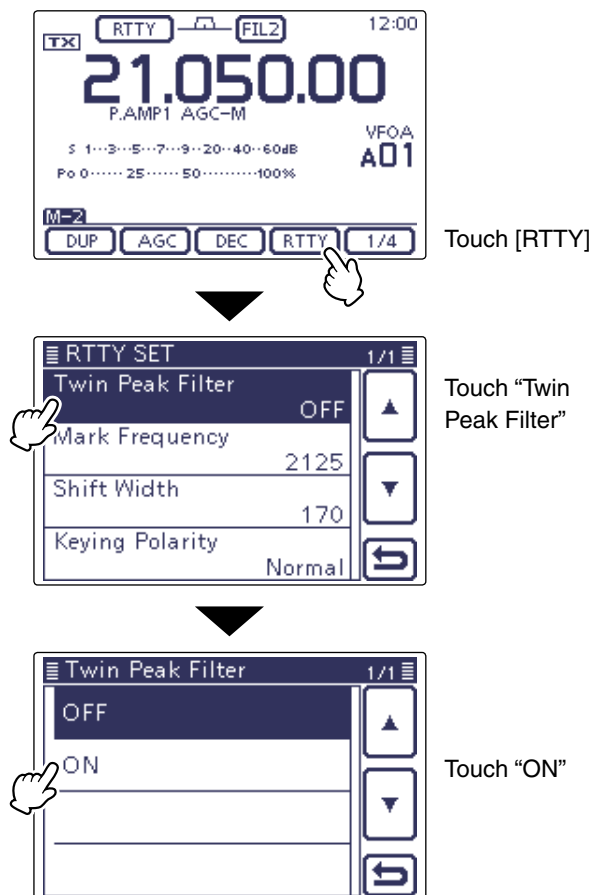 TX RTTY FIL2 12:00
21.050.00
P.AMP1 AGC-M
VFOA
S 1···3···5···7···9··20··40··60dB
A01
Po 0······25······50··········100%
M-2
DUP AGC DEC RTTY 1/4
Touch [RTTY]
RTTY SET 1/1
Twin Peak Filter
OFF
Touch “Twin
Peak Filter”
Mark Frequency
2125
Shift Width
170
Keying Polarity
Normal
Twin Peak Filter 1/1
OFF
ON
Touch “ON”